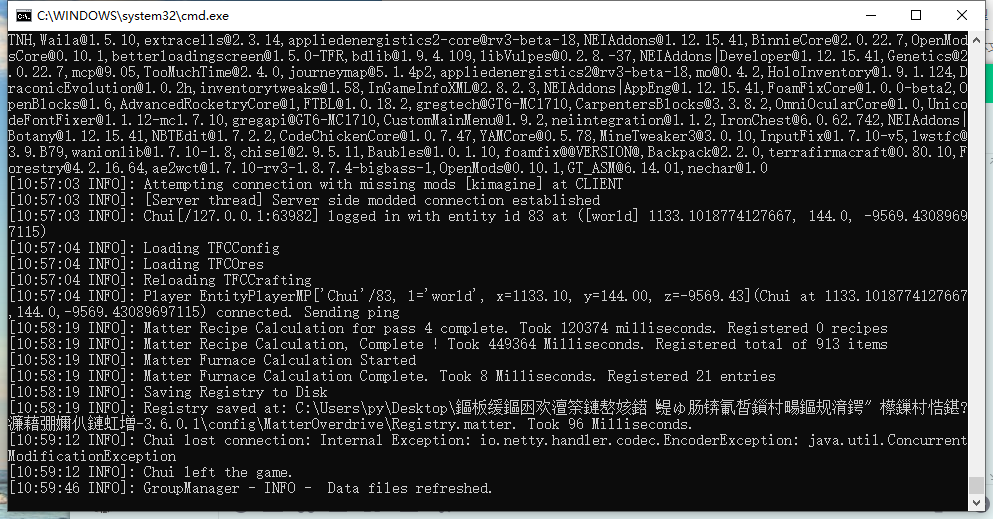 C:\WINDOWS\system32\cmd.exe
TNH,Waila@1.5.10,extracells@2.3.14,appliedenergistics2-core@rv3-beta-18,NEIAddons@1.12.15.41,BinnieCore@2.0.22.7,OpenMod
sCore@0.10.1,betterloadingscreen@1.5.0-TFR,bdlib@1.9.4.109,libVulpes@0.2.8.-37,NEIAddons|Developer@1.12.15.41,Genetics@2
.0.22.7,mcp@9.05,TooMuchTime@2.4.0,journeymap@5.1.4p2,appliedenergistics2@rv3-beta-18,mo@0.4.2,HoloInventory@1.9.1.124,D
raconicEvolution@1.0.2h,inventorytweaks@1.58,InGameInfoXML@2.8.2.3,NEIAddons|AppEng@1.12.15.41,FoamFixCore@1.0.0-beta2,O
penBlocks@1.6,AdvancedRocketryCore@1,FTBL@1.0.18.2,gregtech@GT6-MC1710,CarpentersBlocks@3.3.8.2,OmniOcularCore@1.0,Unico
deFontFixer@1.1.12-mc1.7.10,gregapi@GT6-MC1710,CustomMainMenu@1.9.2,neiintegration@1.1.2,IronChest@6.0.62.742,NEIAddons|
Botany@1.12.15.41,NBTEdit@1.7.2.2,CodeChickenCore@1.0.7.47,YAMCore@0.5.78,MineTweaker3@3.0.10,InputFix@1.7.10-v5,lwstfc@
3.9.B79,wanionlib@1.7.10-1.8,chisel@2.9.5.11,Baubles@1.0.1.10,foamfix@@VERSION@,Backpack@2.2.0,terrafirmacraft@0.80.10,F
orestry@4.2.16.64,ae2wct@1.7.10-rv3-1.8.7.4-bigbass-1,OpenMods@0.10.1,GT_ASM@6.14.01,nechar@1.0
[10:57:03 INFO]: Attempting connection with missing mods [kimagine] at CLIENT
[10:57:03 INFO]: [Server thread] Server side modded connection established
[10:57:03 INFO]: Chui[/127.0.0.1:63982] logged in with entity id 83 at ([world] 1133.1018774127667, 144.0, -9569.4308969
7115)
[10:57:04 INFO]: Loading TFCConfig
[10:57:04 INFO]: Loading TFCOres
[10:57:04 INFO]: Reloading TFCCrafting
[10:57:04 INFO]: Player EntityPlayerMP['Chui'/83, l='world', x=1133.10, y=144.00, z=-9569.43](Chui at 1133.1018774127667
,144.0,-9569.43089697115) connected. Sending ping
[10:58:19 INFO]: Matter Recipe Calculation for pass 4 complete. Took 120374 milliseconds. Registered 0 recipes
[10:58:19 INFO]: Matter Recipe Calculation, Complete ! Took 449364 Milliseconds. Registered total of 913 items
[10:58:19 INFO]: Matter Furnace Calculation Started
[10:58:19 INFO]: Matter Furnace Calculation Complete. Took 8 Milliseconds. Registered 21 entries
[10:58:19 INFO]: Saving Registry to Disk
[10:58:19 INFO]: Registry saved at: C:\Users\py\Desktop\
-3.6.0.1\config\MatterOverdrive\Registry.matter. Took 96 Milliseconds.
[10:59:12 INFO]: Chui lost connection: Internal Exception: io.netty.handler.codec.EncoderException: java.util.Concurrent
ModificationException
[10:59:12 INFO]: Chui left the game.
[10:59:46 INFO]: GroupManager - INFO -  Data files refreshed.